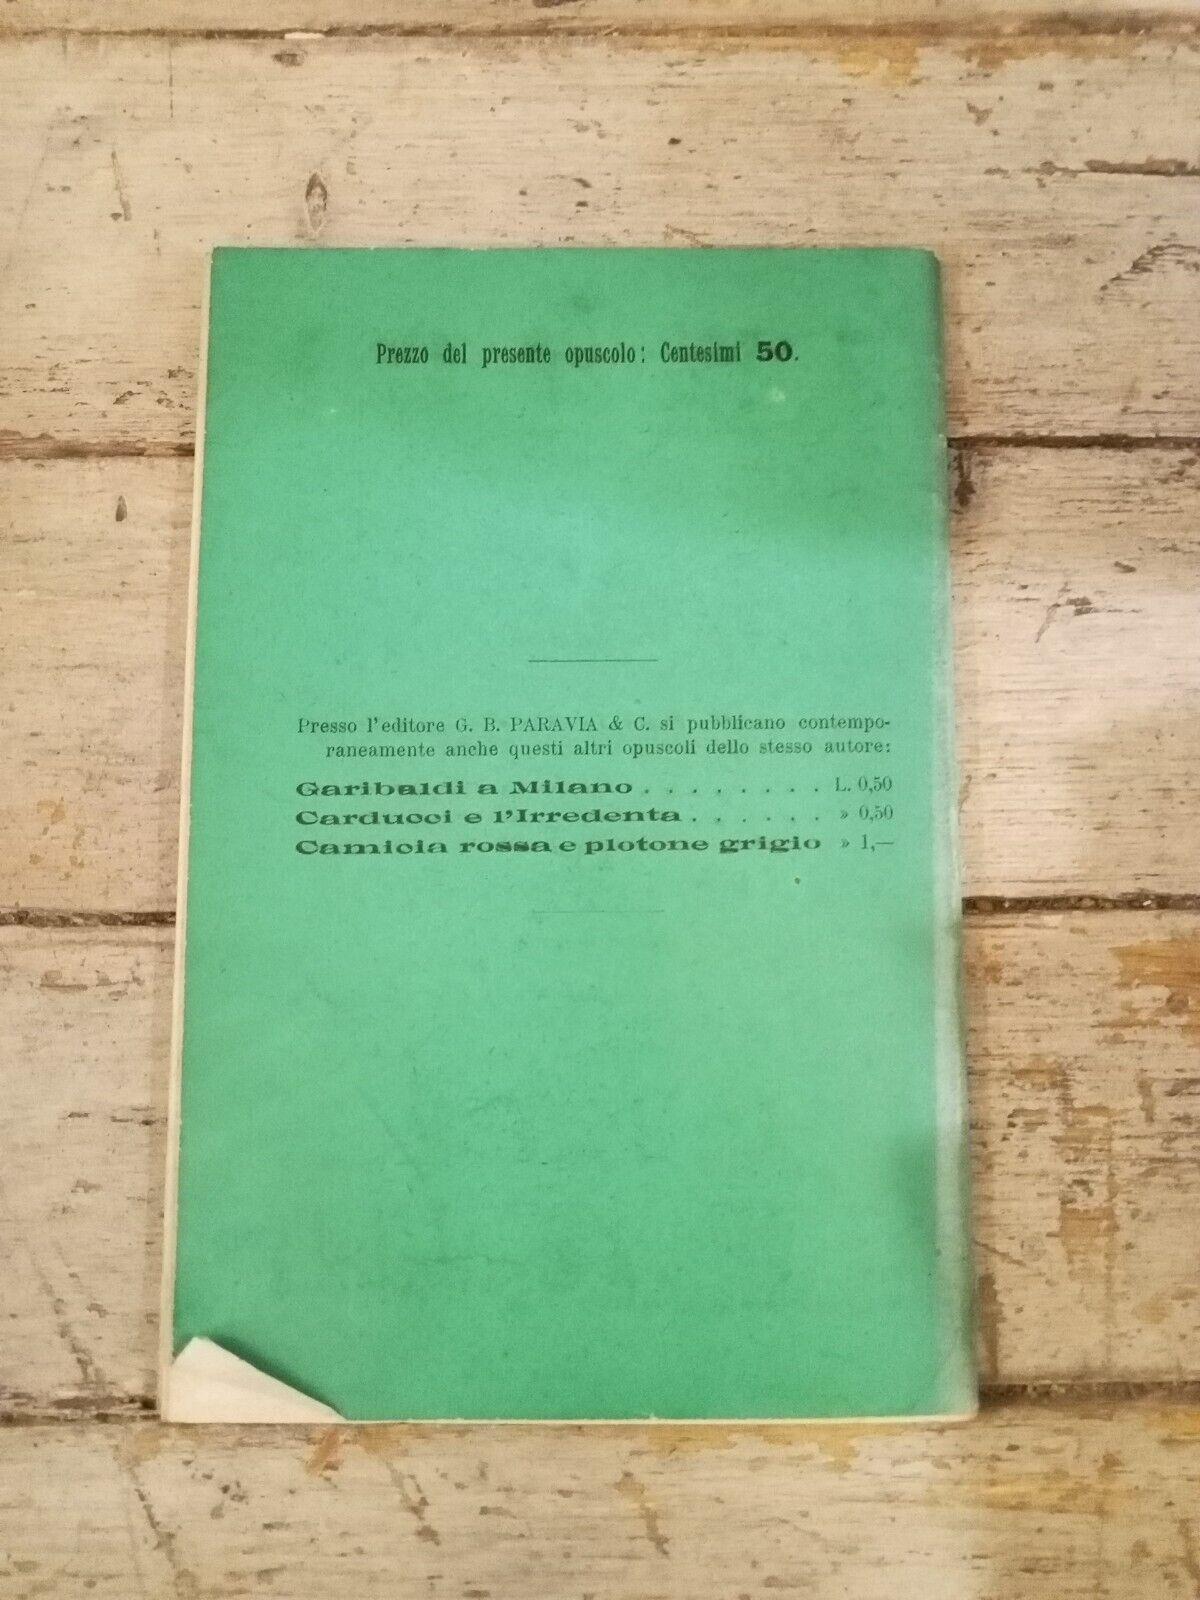 Prezzo del presente opuscolo: Centesimi 50.
Presso l'editore G. B. PARAVIA & C. si pubblicano contempo-
raneamente anche questi altri opuscoli dello stesso autore:
Garibaldi a Milano . . . . . . . . L. 0,50
Carducci e l'Irredenta . . . . . . » 0,50
Camicia rossa e plotone grigio » 1,—